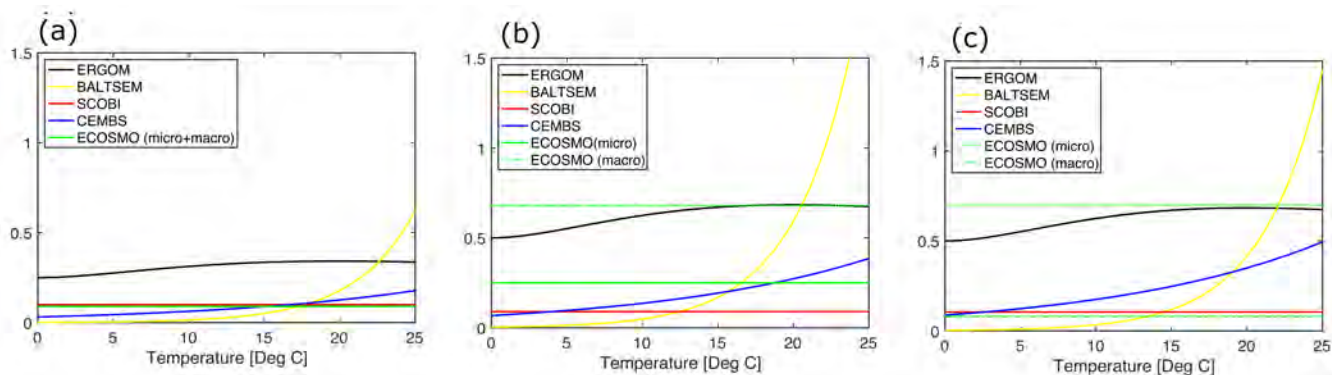 (a)
1.5
ERGOM
BALTSEM
SCOBI
CEMBS
ECOSMO (micro+macro)
1
0.5
0
0 5 10 15 20 25
Temperature [Deg C]
(b)
1.5
ERGOM
BALTSEM
SCOBI
CEMBS
ECOSMO(micro)
ECOSMO (macro)
1
0.5
0
0 5 10 15 20 25
Temperature [Deg C]
(c)
1.5
ERGOM
BALTSEM
SCOBI
CEMBS
ECOSMO (micro)
ECOSMO (macro)
1
0.5
0
0 5 10 15 20 25
Temperature [Deg C]